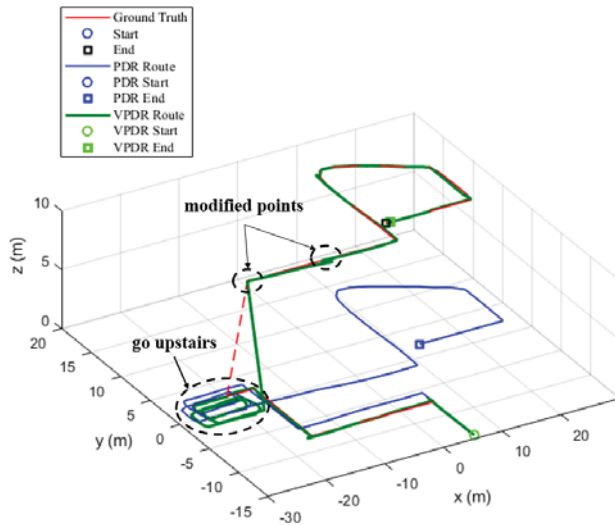 Ground Truth
Start
End
PDR Route
PDR Start
PDR End
VPDR Route
VPDR Start
VPDR End
modified points
go upstairs
z (m)
10
5
0
y (m)
20
15
10
5
0
-5
-10
-15
x (m)
-30
-20
-10
0
10
20